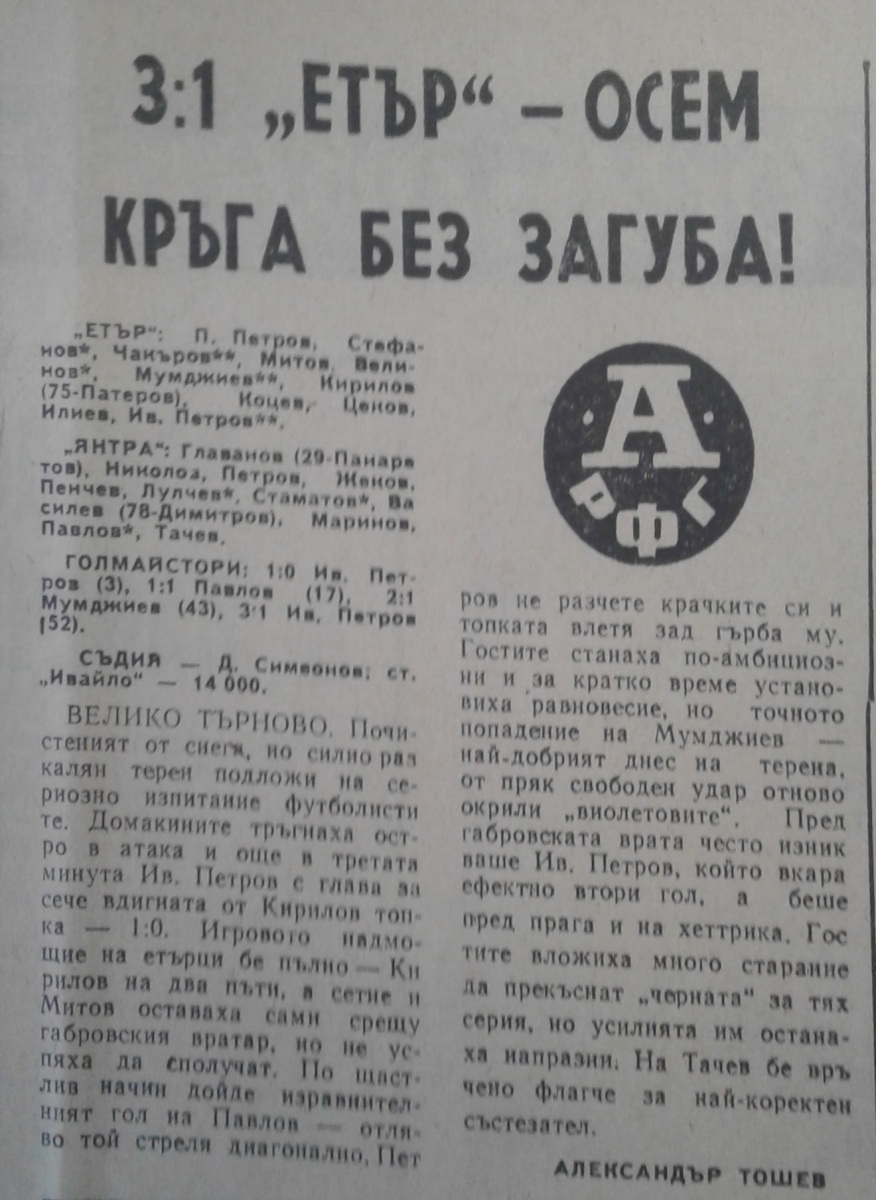 3:1 „ЕТЪР“ – ОСЕМ
КРЪГА БЕЗ ЗАГУБА!
„ЕТЪР“: П. Петров, Стефа-
нов*, Чакъров**, Митов, Вели-
нов*, Мумджиев**, Кирилов
(75-Патеров), Коцев, Ценов,
Илиев, Ив. Петров**.
„ЯНТРА“: Главанов (29-Панаре
тов), Николов, Петров, Женов,
Пенчев, Лулчев*, Стаматов*, Ва
силев (78-Димитров), Маринов,
Павлов*, Тачев.
ГОЛМАЙСТОРИ: 1:0 Ив. Пет-
ров (3), 1:1 Павлов (17), 2:1
Мумджиев (43), 3:1 Ив. Петров
(52).
СЪДИЯ — Д. Симеонов; ст.
„Ивайло“ — 14 000.
ВЕЛИКО ТЪРНОВО. Почи-
стеният от снега, но силно раз
калян терен подложи на се-
риозно изпитание футболисти
те. Домакините тръгнаха ост-
ро в атака и още в третата
минута Ив. Петров с глава за
сече вдигната от Кирилов топ-
ка — 1:0. Игровото надмо-
щие на етърци бе пълно — Ки
рилов на два пъти, а сетне и
Митов оставаха сами срещу
габровския вратар, но не ус-
пяха да сполучат. По щаст-
лив начин дойде изравнител-
ният гол на Павлов — отля-
во той стреля диагонално, Пет
А
РФГ
ров не разчете крачките си и
топката влетя зад гърба му.
Гостите станаха по-амбициоз-
ни и за кратко време устано-
виха равновесие, но точното
попадение на Мумджиев —
най-добрият днес на терена,
от пряк свободен удар отново
окрили „виолетовите“. Пред
габровската врата често изник
ваше Ив. Петров, който вкара
ефектно втори гол, а беше
пред прага и на хеттрика. Гос
тите вложиха много старание
да прекъснат „черната“ за тях
серия, но усилията им остана-
ха напразни. На Тачев бе връ
чено флагче за най-коректен
състезател.
АЛЕКСАНДЪР ТОШЕВ